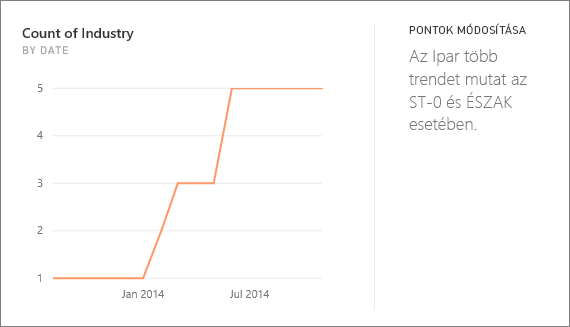 Count of Industry
BY DATE
5
4
3
2
1
Jan 2014
Jul 2014
PONTOK MÓDOSÍTÁSA
Az Ipar több
trendet mutat az
ST-0 és ÉSZAK
esetében.